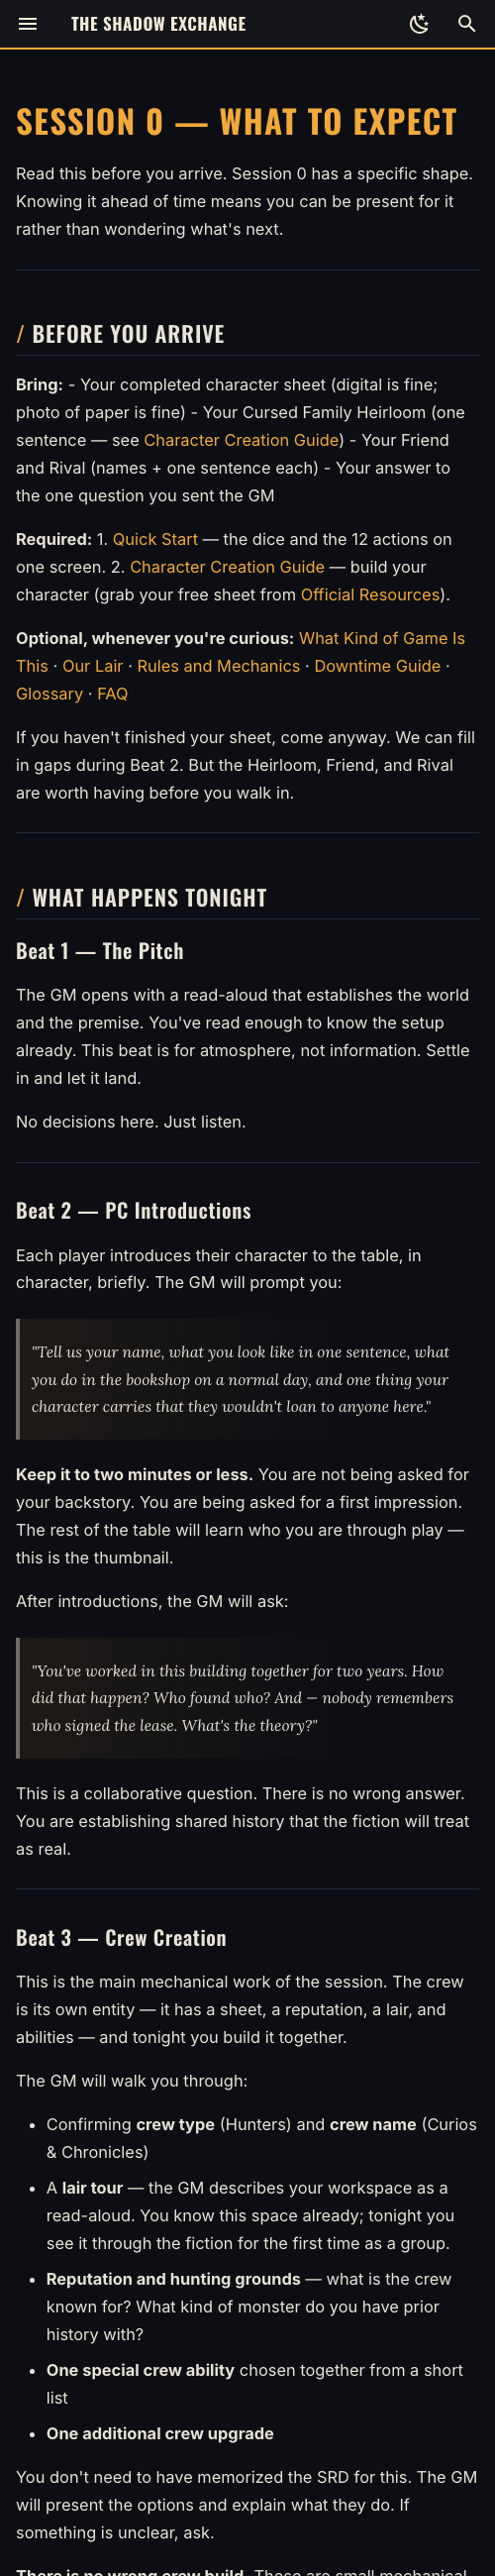 THE SHADOW EXCHANGE
SESSION 0 — WHAT TO EXPECT
Read this before you arrive. Session 0 has a specific shape.
Knowing it ahead of time means you can be present for it
rather than wondering what's next.
/ BEFORE YOU ARRIVE
Bring: - Your completed character sheet (digital is fine;
photo of paper is fine) - Your Cursed Family Heirloom (one
sentence — see Character Creation Guide) - Your Friend
and Rival (names + one sentence each) - Your answer to
the one question you sent the GM
Required: 1. Quick Start — the dice and the 12 actions on
one screen. 2. Character Creation Guide — build your
character (grab your free sheet from Official Resources).
Optional, whenever you're curious: What Kind of Game Is
This · Our Lair · Rules and Mechanics · Downtime Guide ·
Glossary · FAQ
If you haven't finished your sheet, come anyway. We can fill
in gaps during Beat 2. But the Heirloom, Friend, and Rival
are worth having before you walk in.
/ WHAT HAPPENS TONIGHT
Beat 1 — The Pitch
The GM opens with a read-aloud that establishes the world
and the premise. You've read enough to know the setup
already. This beat is for atmosphere, not information. Settle
in and let it land.
No decisions here. Just listen.
Beat 2 — PC Introductions
Each player introduces their character to the table, in
character, briefly. The GM will prompt you:
"Tell us your name, what you look like in one sentence, what
you do in the bookshop on a normal day, and one thing your
character carries that they wouldn't loan to anyone here."
Keep it to two minutes or less. You are not being asked for
your backstory. You are being asked for a first impression.
The rest of the table will learn who you are through play —
this is the thumbnail.
After introductions, the GM will ask:
"You've worked in this building together for two years. How
did that happen? Who found who? And — nobody remembers
who signed the lease. What's the theory?"
This is a collaborative question. There is no wrong answer.
You are establishing shared history that the fiction will treat
as real.
Beat 3 — Crew Creation
This is the main mechanical work of the session. The crew
is its own entity — it has a sheet, a reputation, a lair, and
abilities — and tonight you build it together.
The GM will walk you through:
• Confirming crew type (Hunters) and crew name (Curios
& Chronicles)
• A lair tour — the GM describes your workspace as a
read-aloud. You know this space already; tonight you
see it through the fiction for the first time as a group.
• Reputation and hunting grounds — what is the crew
known for? What kind of monster do you have prior
history with?
• One special crew ability chosen together from a short
list
• One additional crew upgrade
You don't need to have memorized the SRD for this. The GM
will present the options and explain what they do. If
something is unclear, ask.
There is no wrong crew build. These are small mechanical